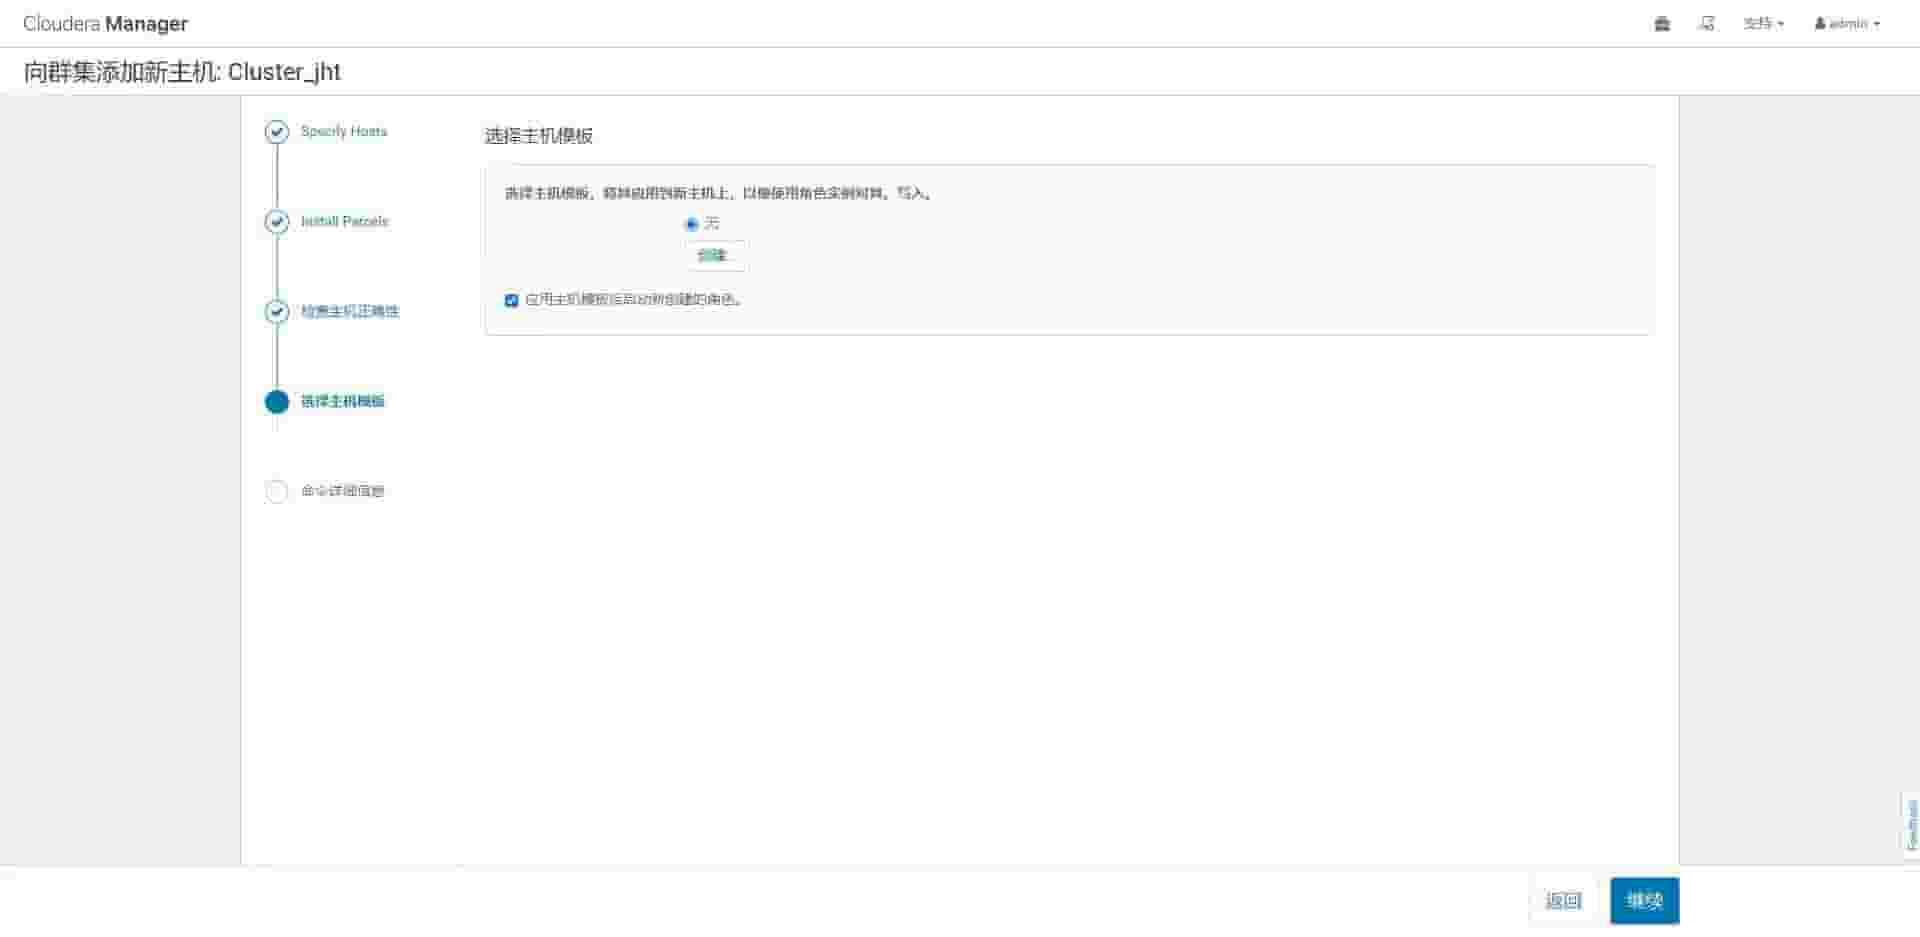 Cloudera Manager
支持
admin
向群集添加新主机: Cluster_jht
Specify Hosts
Install Parcels
检查主机正确性
选择主机模板
命令详细信息
选择主机模板
选择主机模板，将其应用到新主机上，以便使用角色实例对其。写入。
无
创建...
应用主机模板后启动新创建的角色。
Feedback
返回
继续